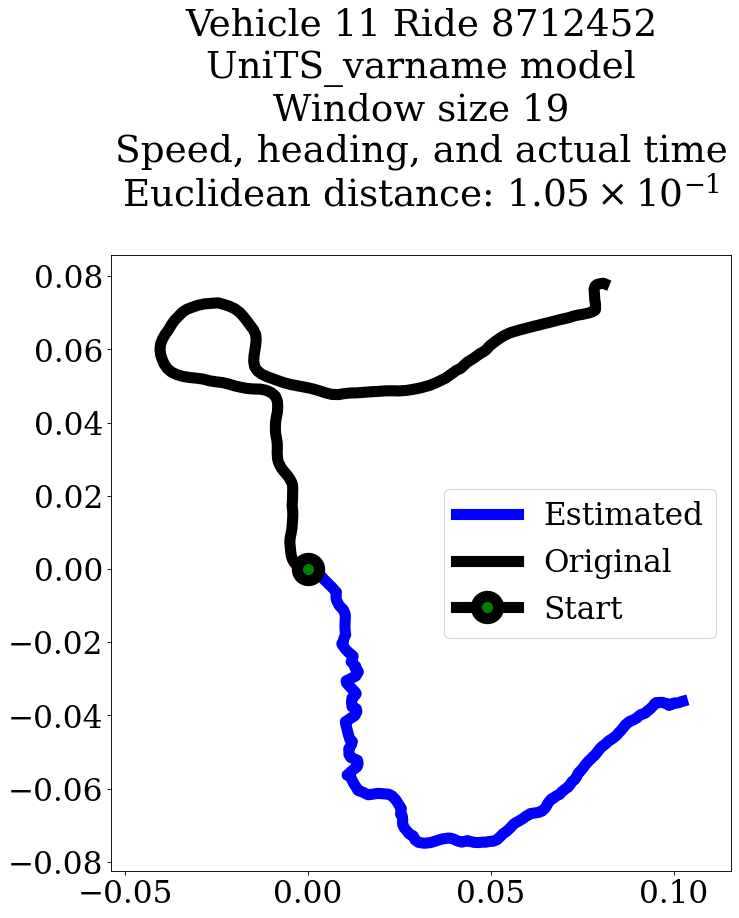 Vehicle 11 Ride 8712452
UniTS_varname model
Window size 19
Speed, heading, and actual time
Euclidean distance: 1.05 × 10⁻¹
0.08
0.06
0.04
0.02
0.00
−0.02
−0.04
−0.06
−0.08
Estimated
Original
Start
−0.05 0.00 0.05 0.10